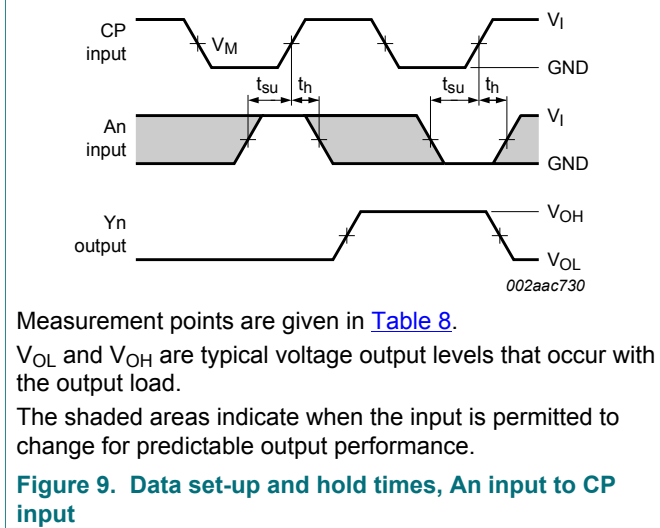 CP
input
V_M
V_I
GND
t_su
t_h
t_su
t_h
An
input
V_I
GND
Yn
output
V_OH
V_OL
002aac730
Measurement points are given in Table 8.
V_OL and V_OH are typical voltage output levels that occur with
the output load.
The shaded areas indicate when the input is permitted to
change for predictable output performance.
Figure 9. Data set-up and hold times, An input to CP
input